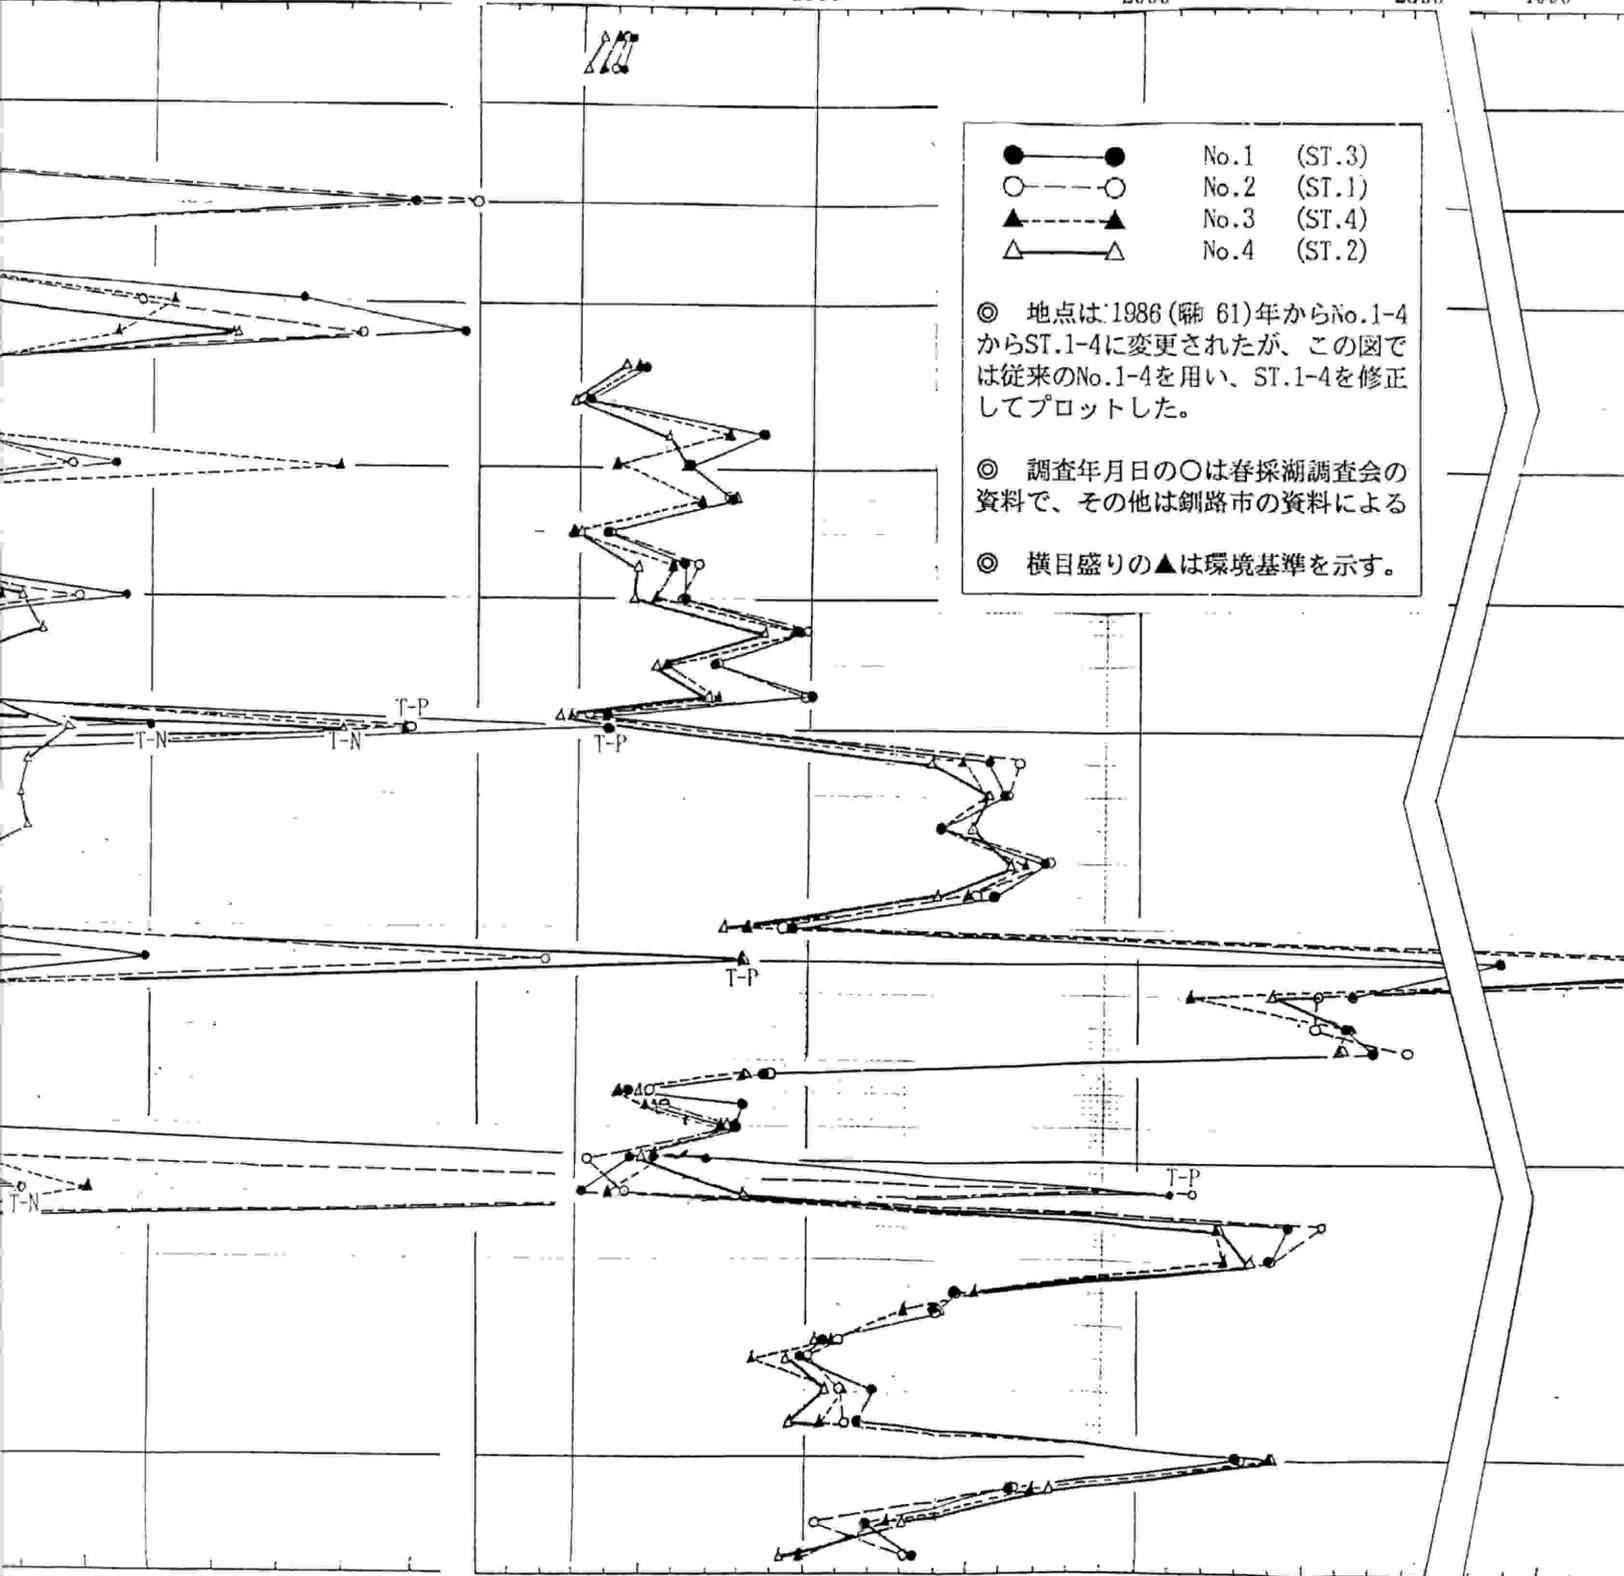 No.1 (ST.3)
No.2 (ST.1)
No.3 (ST.4)
No.4 (ST.2)
◎ 地点は1986( 61)年からNo.1-4
からST.1-4に変更されたが、この図で
は従来のNo.1-4を用い、ST.1-4を修正
してプロットした。
◎ 調査年月日の○は春採湖調査会の
資料で、その他は釧路市の資料による
◎ 横目盛りの▲は環境基準を示す。
T-P
T-N
T-N
T-P
T-P
T-P
T-N